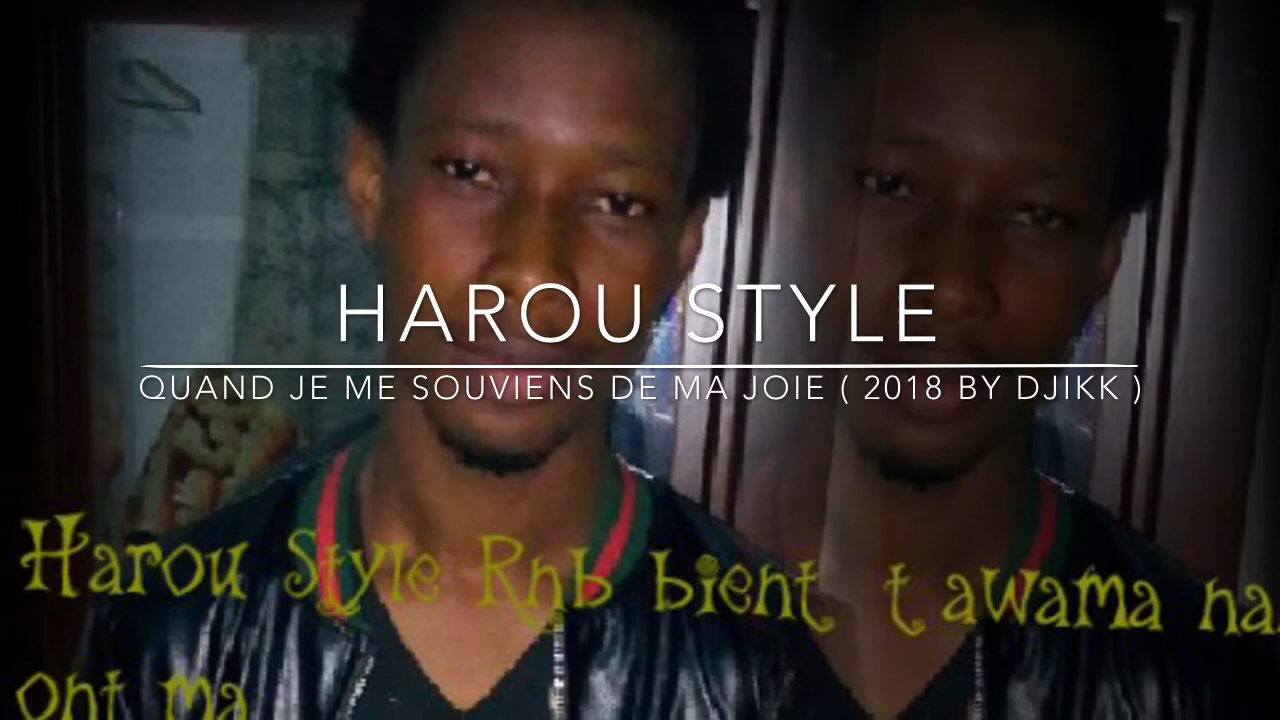 HAROU STYLE
QUAND JE ME SOUVIENS DE MA JOIE ( 2018 BY DJIKK )
Harou Style Rnb bient t awama na
ont ma